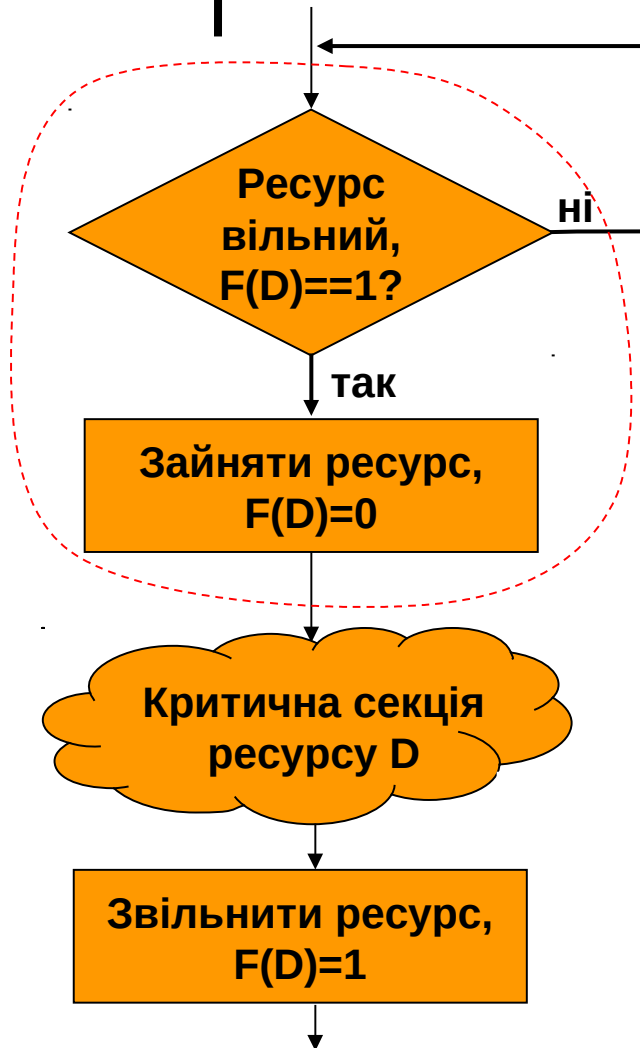 Ресурс
вільний,
F(D)==1?
ні
так
Зайняти ресурс,
F(D)=0
Критична секція
ресурсу D
Звільнити ресурс,
F(D)=1